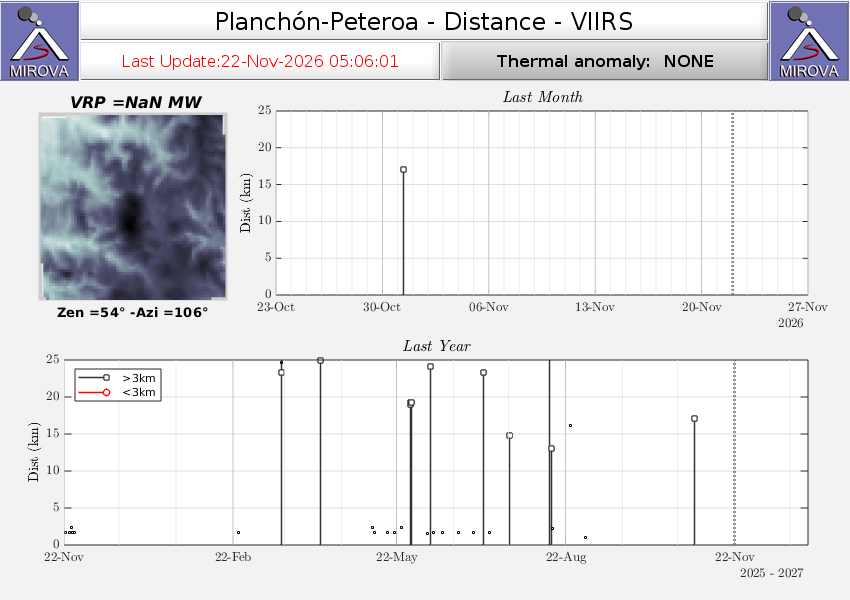 Planchón-Peteroa - Distance - VIIRS
MIROVA
MIROVA
Last Update:22-Nov-2026 05:06:01
Thermal anomaly: NONE
VRP =NaN MW
Zen =54° -Azi =106°
Last Month
Dist (km)
25
20
15
10
5
0
23-Oct
30-Oct
06-Nov
13-Nov
20-Nov
27-Nov
2026
Last Year
>3km
<3km
Dist (km)
25
20
15
10
5
0
22-Nov
22-Feb
22-May
22-Aug
22-Nov
2025 - 2027